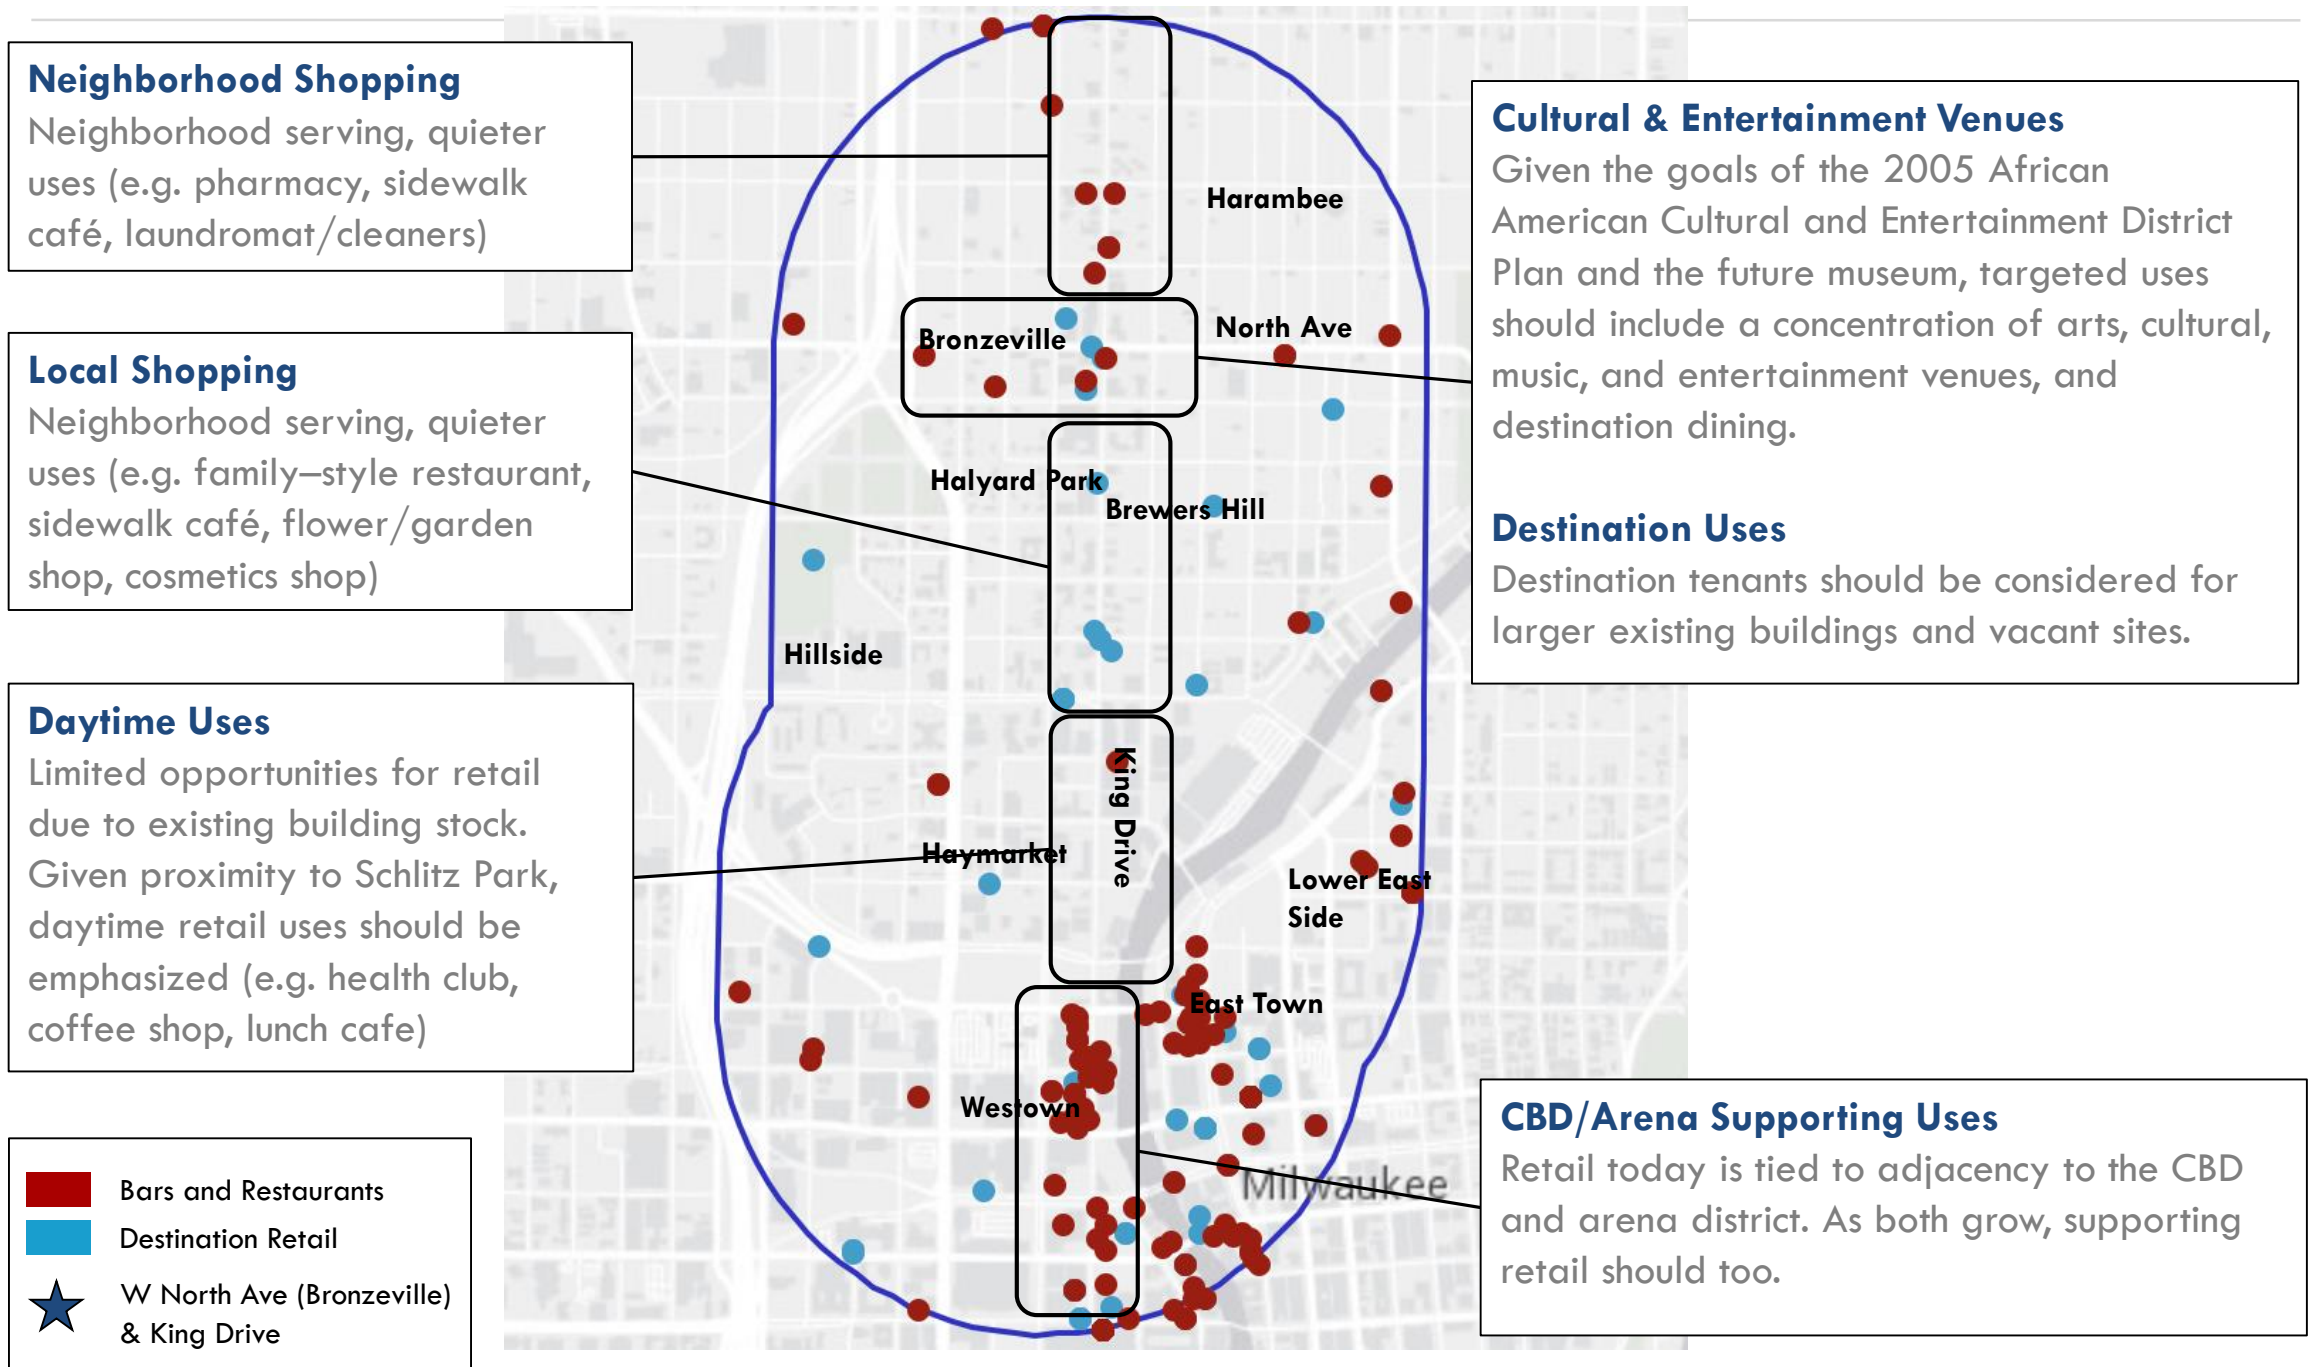 Neighborhood Shopping
Neighborhood serving, quieter
uses (e.g. pharmacy, sidewalk
café, laundromat/cleaners)
Local Shopping
Neighborhood serving, quieter
uses (e.g. family–style restaurant,
sidewalk café, flower/garden
shop, cosmetics shop)
Daytime Uses
Limited opportunities for retail
due to existing building stock.
Given proximity to Schlitz Park,
daytime retail uses should be
emphasized (e.g. health club,
coffee shop, lunch cafe)
Bars and Restaurants
Destination Retail
W North Ave (Bronzeville)
& King Drive
Harambee
North Ave
Bronzeville
Halyard Park
Brewers Hill
Hillside
King Drive
Haymarket
Lower East
Side
East Town
Westown
Milwaukee
Cultural & Entertainment Venues
Given the goals of the 2005 African
American Cultural and Entertainment District
Plan and the future museum, targeted uses
should include a concentration of arts, cultural,
music, and entertainment venues, and
destination dining.
Destination Uses
Destination tenants should be considered for
larger existing buildings and vacant sites.
CBD/Arena Supporting Uses
Retail today is tied to adjacency to the CBD
and arena district. As both grow, supporting
retail should too.